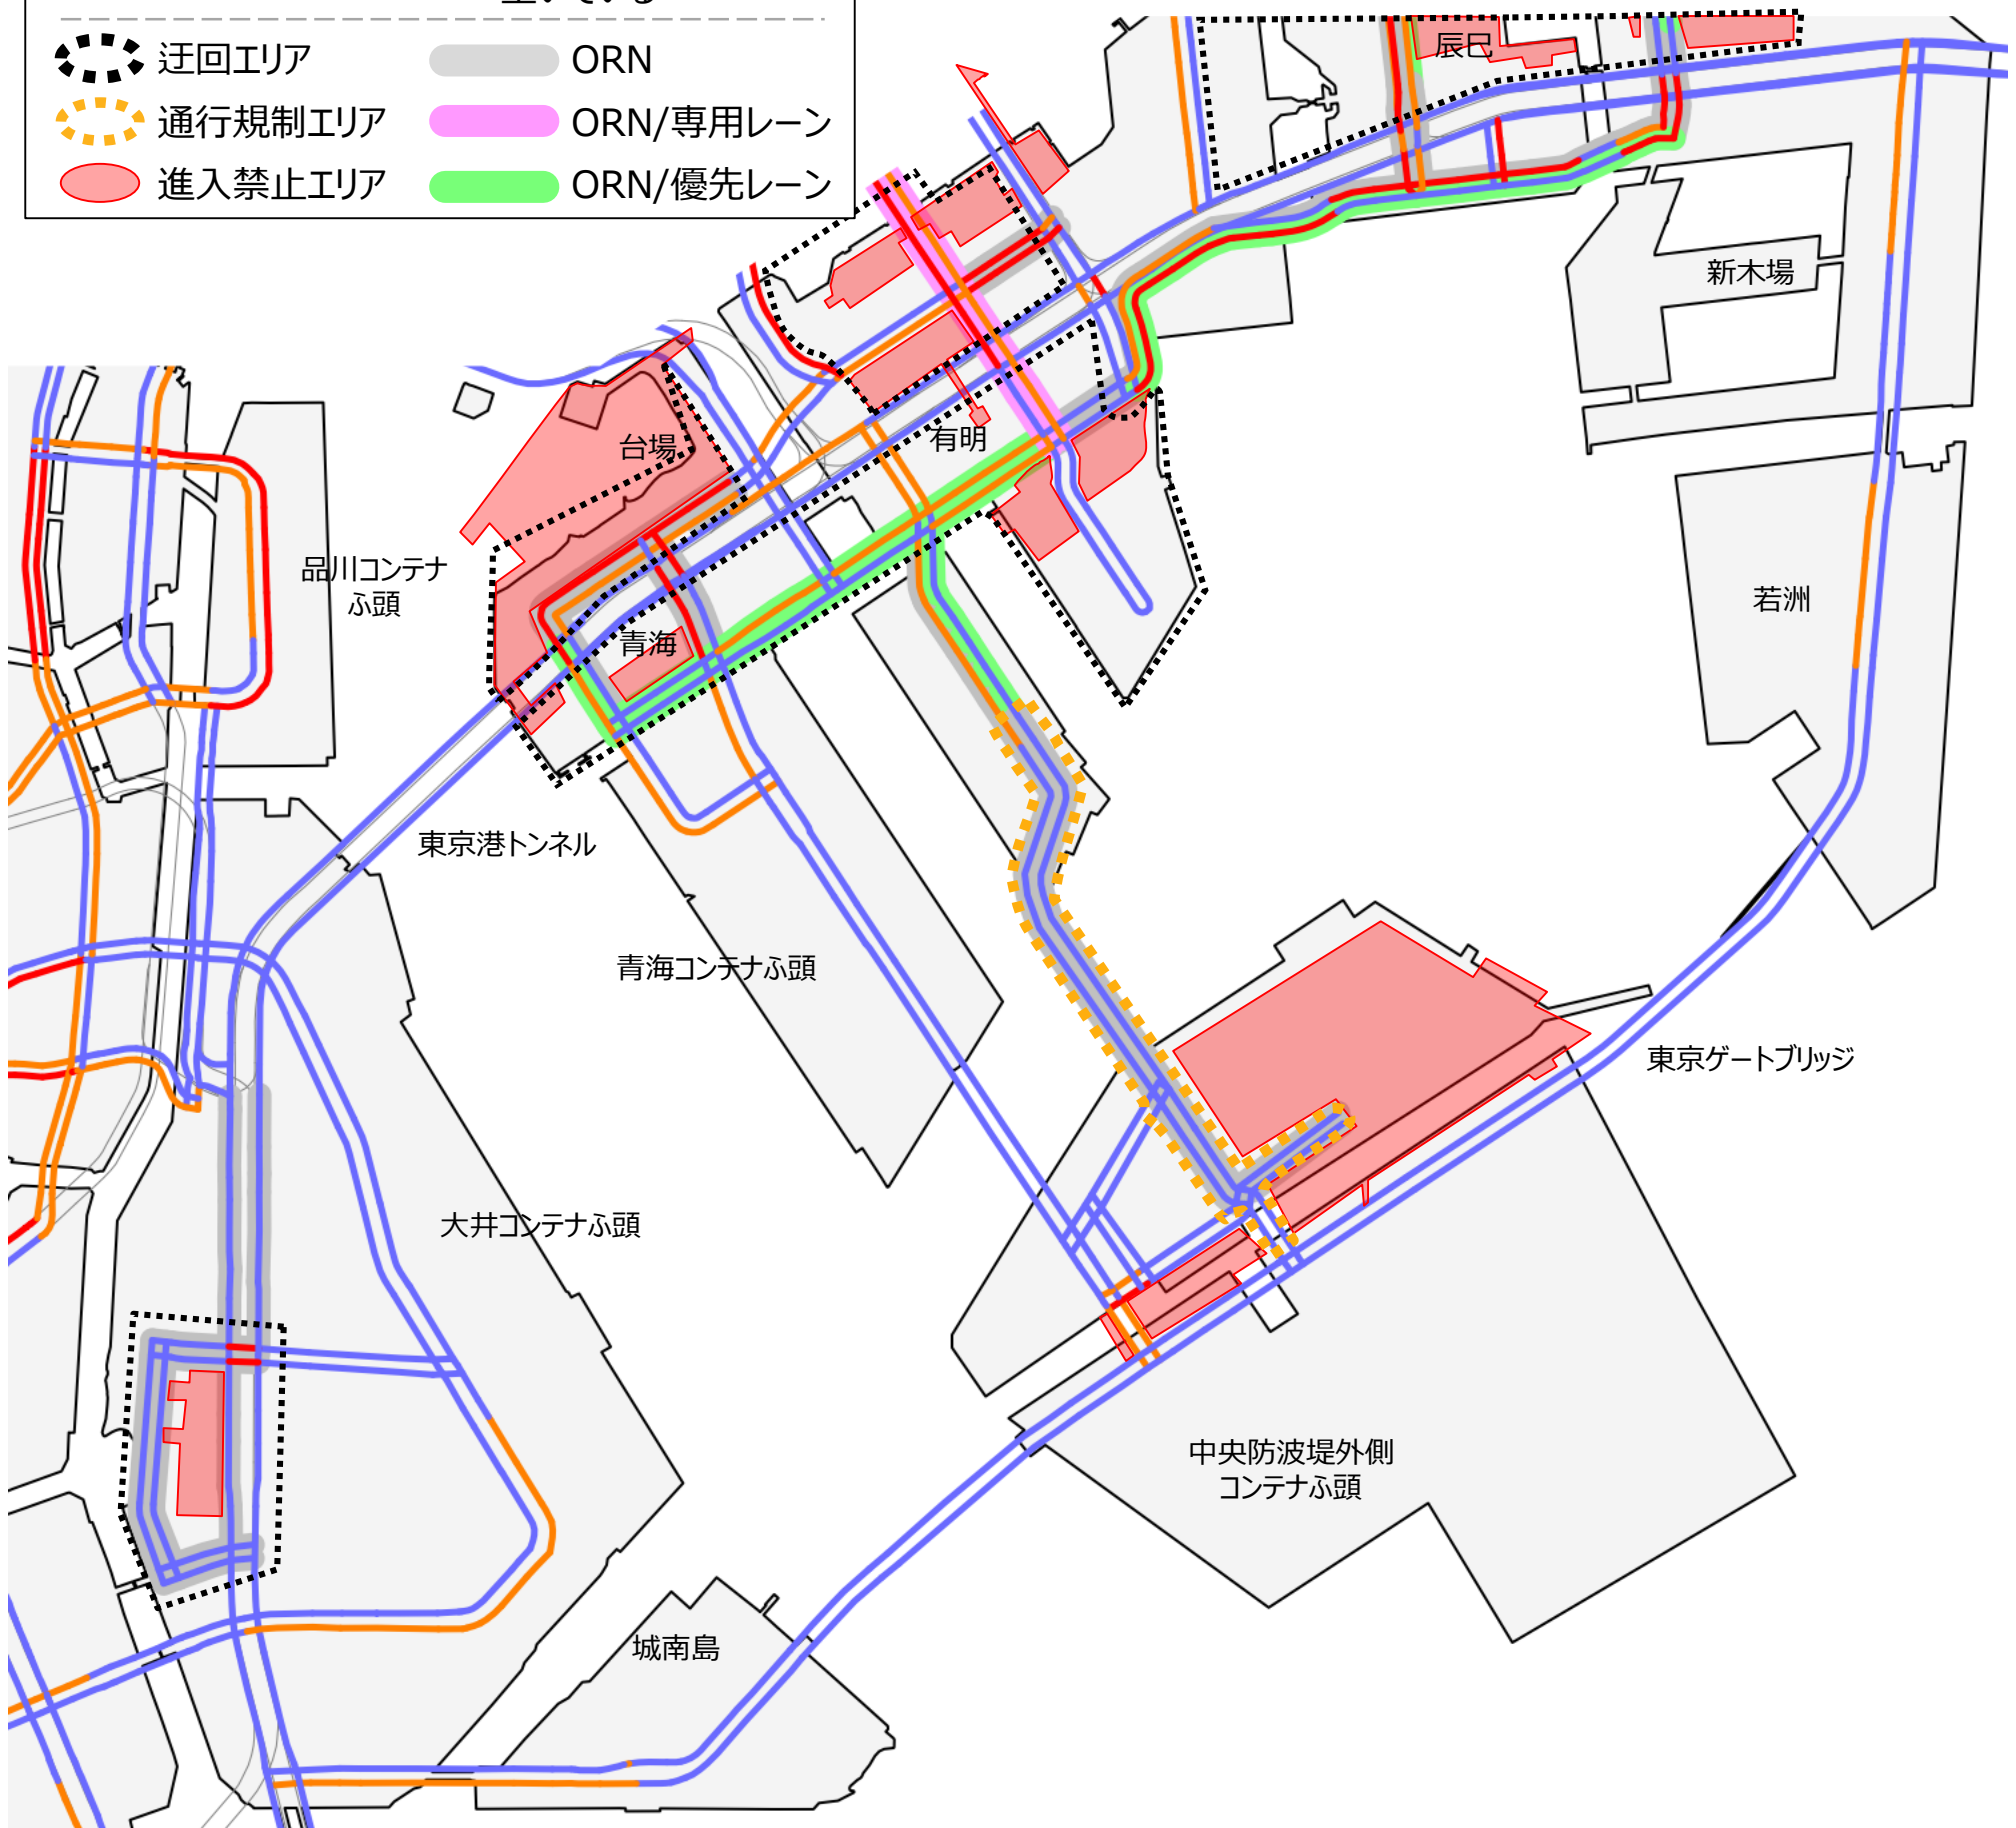 空いている
迂回エリア
ORN
通行規制エリア
ORN/専用レーン
進入禁止エリア
ORN/優先レーン
辰巳
新木場
有明
台場
品川コンテナ
ふ頭
若洲
青海
東京港トンネル
青海コンテナふ頭
東京ゲートブリッジ
大井コンテナふ頭
中央防波堤外側
コンテナふ頭
城南島